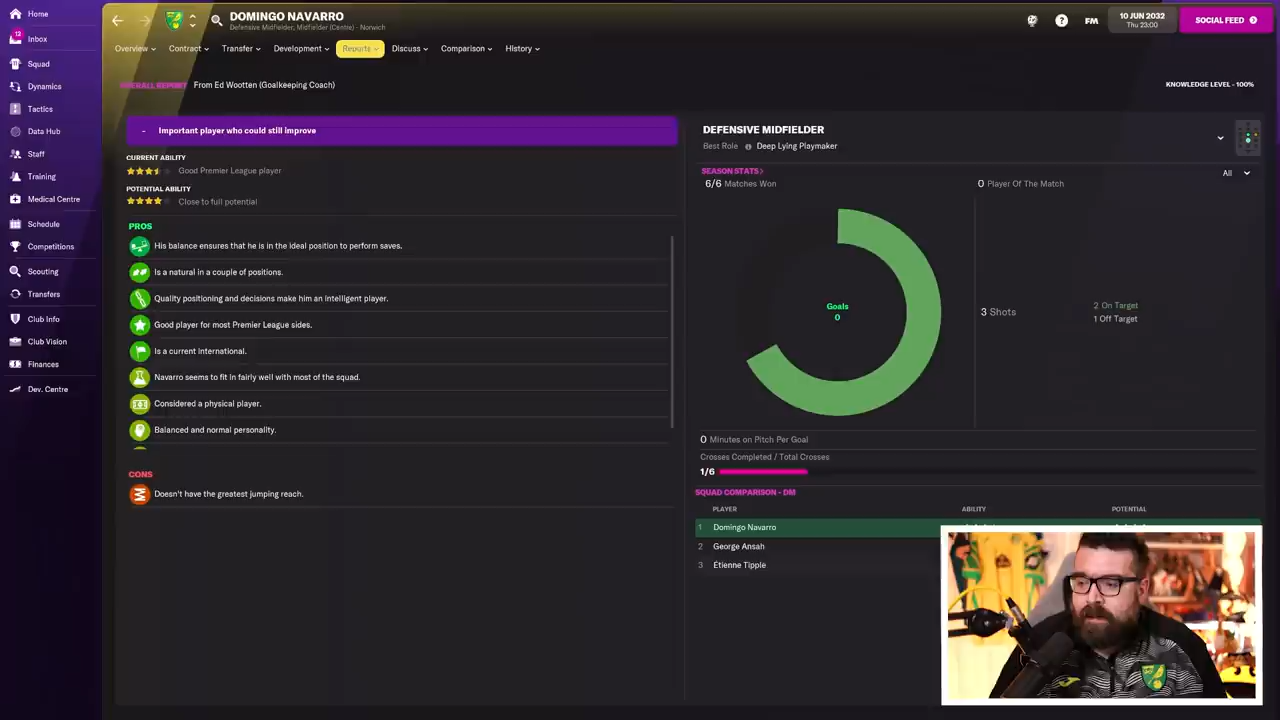 DOMINGO NAVARRO
Defensive Midfielder, Midfielder (Centre) - Norwich
FM
10 JUN 2032
Thu 23:00
SOCIAL FEED
Home
12
Inbox
Squad
Dynamics
Tactics
Data Hub
Staff
Training
Medical Centre
Schedule
Competitions
Scouting
Transfers
Club Info
Club Vision
Finances
Dev. Centre
Overview
Contract
Transfer
Development
Reports
Discuss
Comparison
History
OVERALL REPORT From Ed Wootten (Goalkeeping Coach)
KNOWLEDGE LEVEL - 100%
- Important player who could still improve
CURRENT ABILITY
Good Premier League player
POTENTIAL ABILITY
Close to full potential
PROS
His balance ensures that he is in the ideal position to perform saves.
Is a natural in a couple of positions.
Quality positioning and decisions make him an intelligent player.
Good player for most Premier League sides.
Is a current international.
Navarro seems to fit in fairly well with most of the squad.
Considered a physical player.
Balanced and normal personality.
CONS
Doesn't have the greatest jumping reach.
DEFENSIVE MIDFIELDER
Best Role Deep Lying Playmaker
SEASON STATS >
All
6/6 Matches Won
0 Player Of The Match
Goals
0
3 Shots
2 On Target
1 Off Target
0 Minutes on Pitch Per Goal
Crosses Completed / Total Crosses
1/6
SQUAD COMPARISON - DM
PLAYER ABILITY POTENTIAL
1 Domingo Navarro
2 George Ansah
3 Étienne Tipple